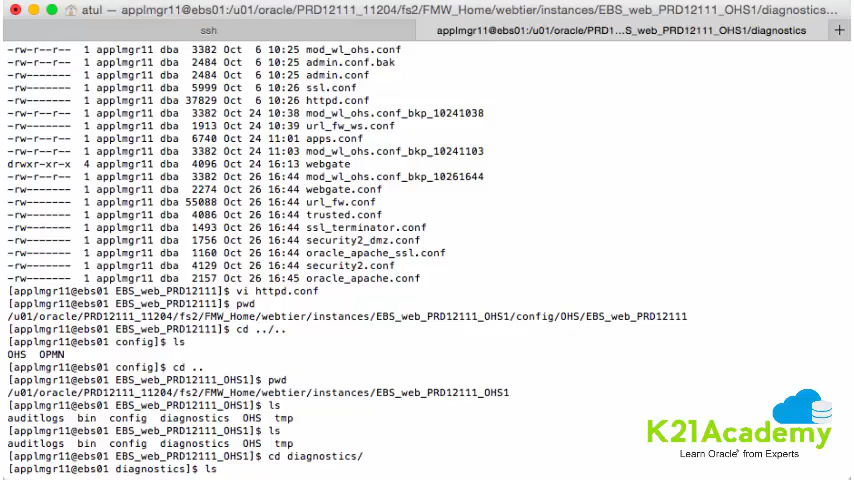 atul — applmgr11@ebs01:/u01/oracle/PRD12111_11204/fs2/FMW_Home/webtier/instances/EBS_web_PRD12111_OHS1/diagnostics...
ssh
applmgr11@ebs01:/u01/oracle/PRD1...S_web_PRD12111_OHS1/diagnostics
+
-rw-r--r-- 1 applmgr11 dba 3382 Oct 6 10:25 mod_wl_ohs.conf
-rw-r--r-- 1 applmgr11 dba 2484 Oct 6 10:25 admin.conf.bak
-rw------- 1 applmgr11 dba 2484 Oct 6 10:25 admin.conf
-rw------- 1 applmgr11 dba 5999 Oct 6 10:26 ssl.conf
-rw------- 1 applmgr11 dba 37829 Oct 6 10:26 httpd.conf
-rw-r--r-- 1 applmgr11 dba 3382 Oct 24 10:38 mod_wl_ohs.conf_bkp_10241038
-rw------- 1 applmgr11 dba 1913 Oct 24 10:39 url_fw_ws.conf
-rw------- 1 applmgr11 dba 6740 Oct 24 11:01 apps.conf
-rw-r--r-- 1 applmgr11 dba 3382 Oct 24 11:03 mod_wl_ohs.conf_bkp_10241103
drwxr-xr-x 4 applmgr11 dba 4096 Oct 24 16:13 webgate
-rw-r--r-- 1 applmgr11 dba 3382 Oct 26 16:44 mod_wl_ohs.conf_bkp_10261644
-rw------- 1 applmgr11 dba 2274 Oct 26 16:44 webgate.conf
-rw------- 1 applmgr11 dba 55088 Oct 26 16:44 url_fw.conf
-rw------- 1 applmgr11 dba 4086 Oct 26 16:44 trusted.conf
-rw------- 1 applmgr11 dba 1493 Oct 26 16:44 ssl_terminator.conf
-rw------- 1 applmgr11 dba 1756 Oct 26 16:44 security2_dmz.conf
-rw------- 1 applmgr11 dba 1160 Oct 26 16:44 oracle_apache_ssl.conf
-rw------- 1 applmgr11 dba 4129 Oct 26 16:44 security2.conf
-rw------- 1 applmgr11 dba 2157 Oct 26 16:45 oracle_apache.conf
[applmgr11@ebs01 EBS_web_PRD12111]$ vi httpd.conf
[applmgr11@ebs01 EBS_web_PRD12111]$ pwd
/u01/oracle/PRD12111_11204/fs2/FMW_Home/webtier/instances/EBS_web_PRD12111_OHS1/config/OHS/EBS_web_PRD12111
[applmgr11@ebs01 EBS_web_PRD12111]$ cd ../..
[applmgr11@ebs01 config]$ ls
OHS OPMN
[applmgr11@ebs01 config]$ cd ..
[applmgr11@ebs01 EBS_web_PRD12111_OHS1]$ pwd
/u01/oracle/PRD12111_11204/fs2/FMW_Home/webtier/instances/EBS_web_PRD12111_OHS1
[applmgr11@ebs01 EBS_web_PRD12111_OHS1]$ ls
auditlogs bin config diagnostics OHS tmp
[applmgr11@ebs01 EBS_web_PRD12111_OHS1]$ ls
auditlogs bin config diagnostics OHS tmp
[applmgr11@ebs01 EBS_web_PRD12111_OHS1]$ cd diagnostics/
[applmgr11@ebs01 diagnostics]$ ls
K21Academy
Learn Oracle from Experts